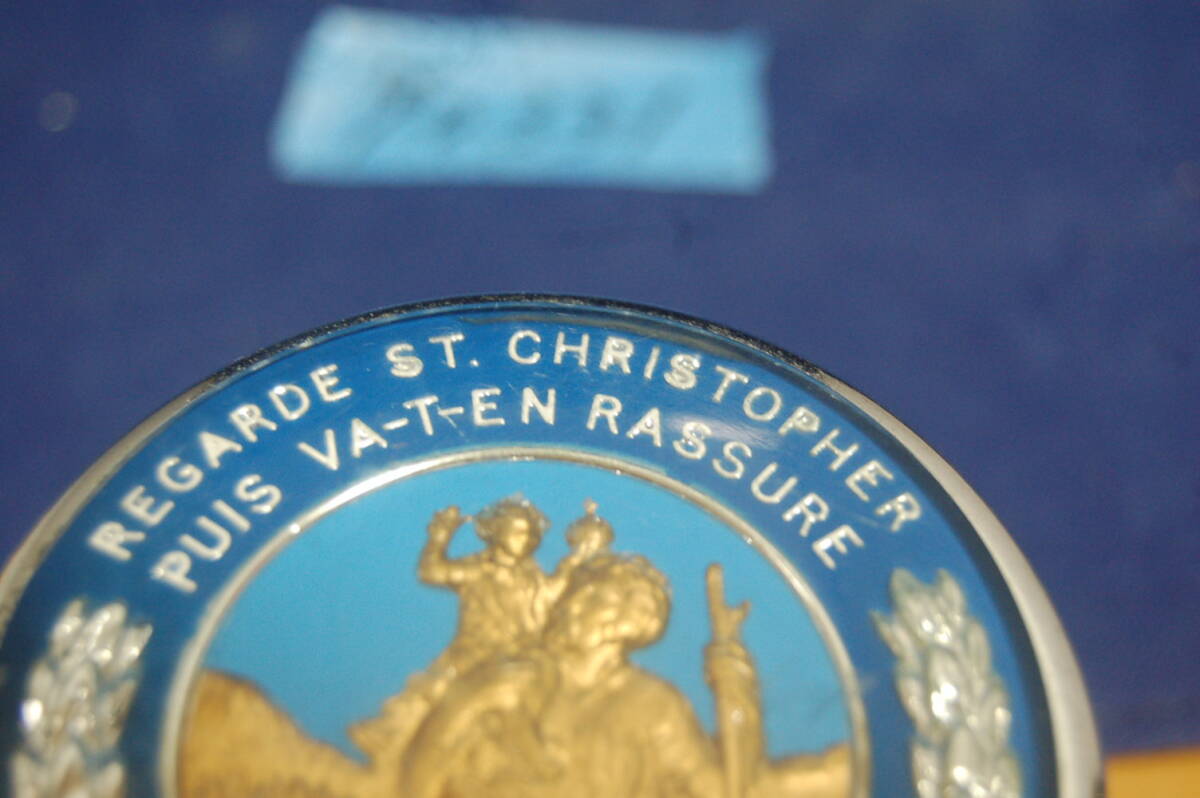 REGARDE ST. CHRISTOPHER
PUIS VA-T-EN RASSURE